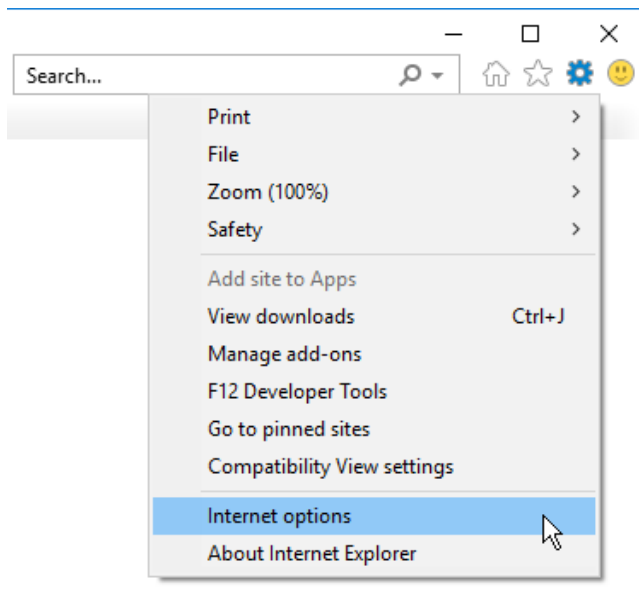 Search...
Print
File
Zoom (100%)
Safety
Add site to Apps
View downloads Ctrl+J
Manage add-ons
F12 Developer Tools
Go to pinned sites
Compatibility View settings
Internet options
About Internet Explorer